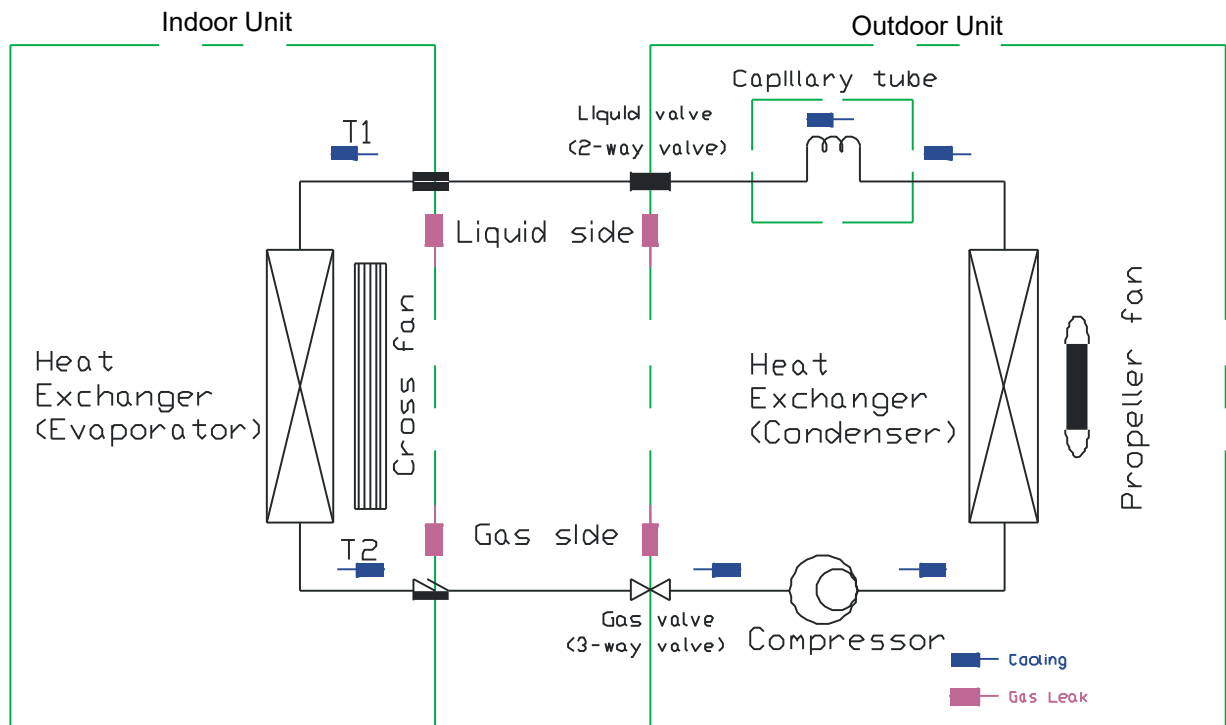 Indoor Unit
Outdoor Unit
Capillary tube
Liquid valve
(2-way valve)
T1
Liquid side
Heat
Exchanger
(Evaporator)
Cross fan
Heat
Exchanger
(Condenser)
Propeller fan
Gas side
T2
Gas valve
(3-way valve)
Compressor
Cooling
Gas Leak